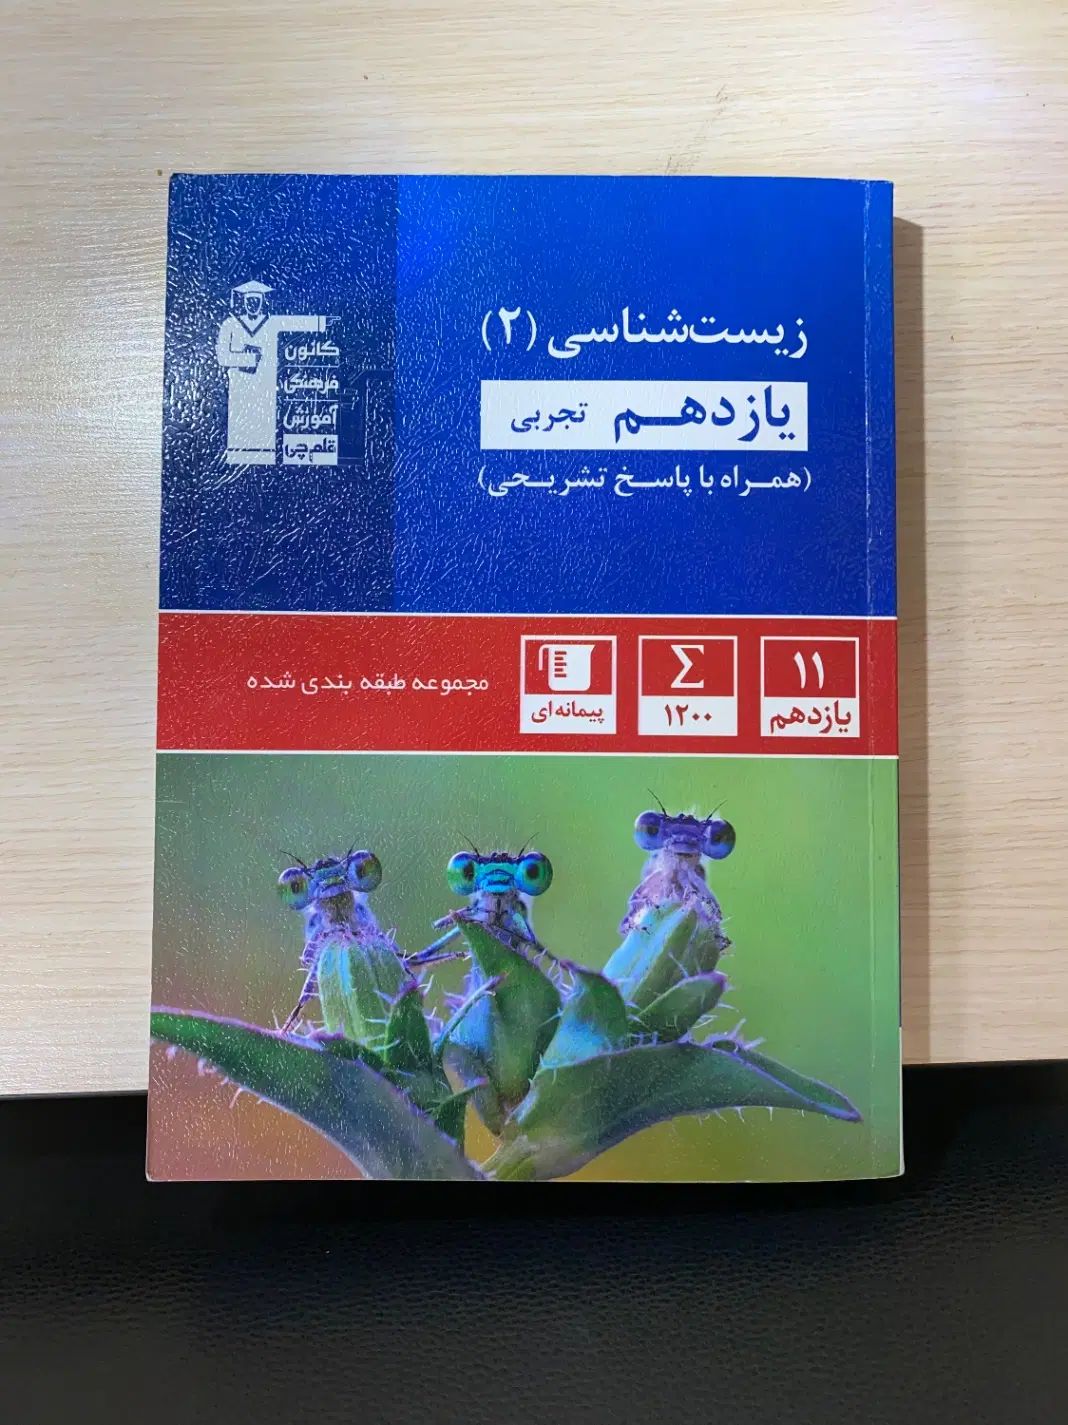 زیست‌شناسی (۲)
یازدهم تجربی
(همراه با پاسخ تشریحی)
کانون
فرهنگی
آموزش
قلم‌چی
۱۱
یازدهم
Σ
۱۲۰۰
پیمانه‌ای
مجموعه طبقه بندی شده